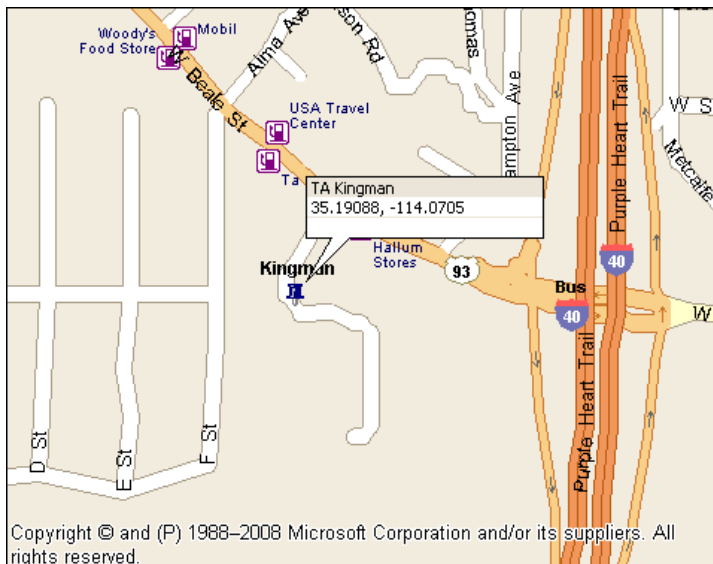 Woody's
Food Store
Mobil
W Beale St
Alma Ave
son Rd
homas
ampton Ave
Purple Heart Trail
W S
Metcalfe
USA Travel
Center
Ta
TA Kingman
35.19088, -114.0705
Kingman
Hallum
Stores
93
40
Bus
40
W
Purple Heart Trail
D St
E St
F St
Copyright © and (P) 1988–2008 Microsoft Corporation and/or its suppliers. All
rights reserved.